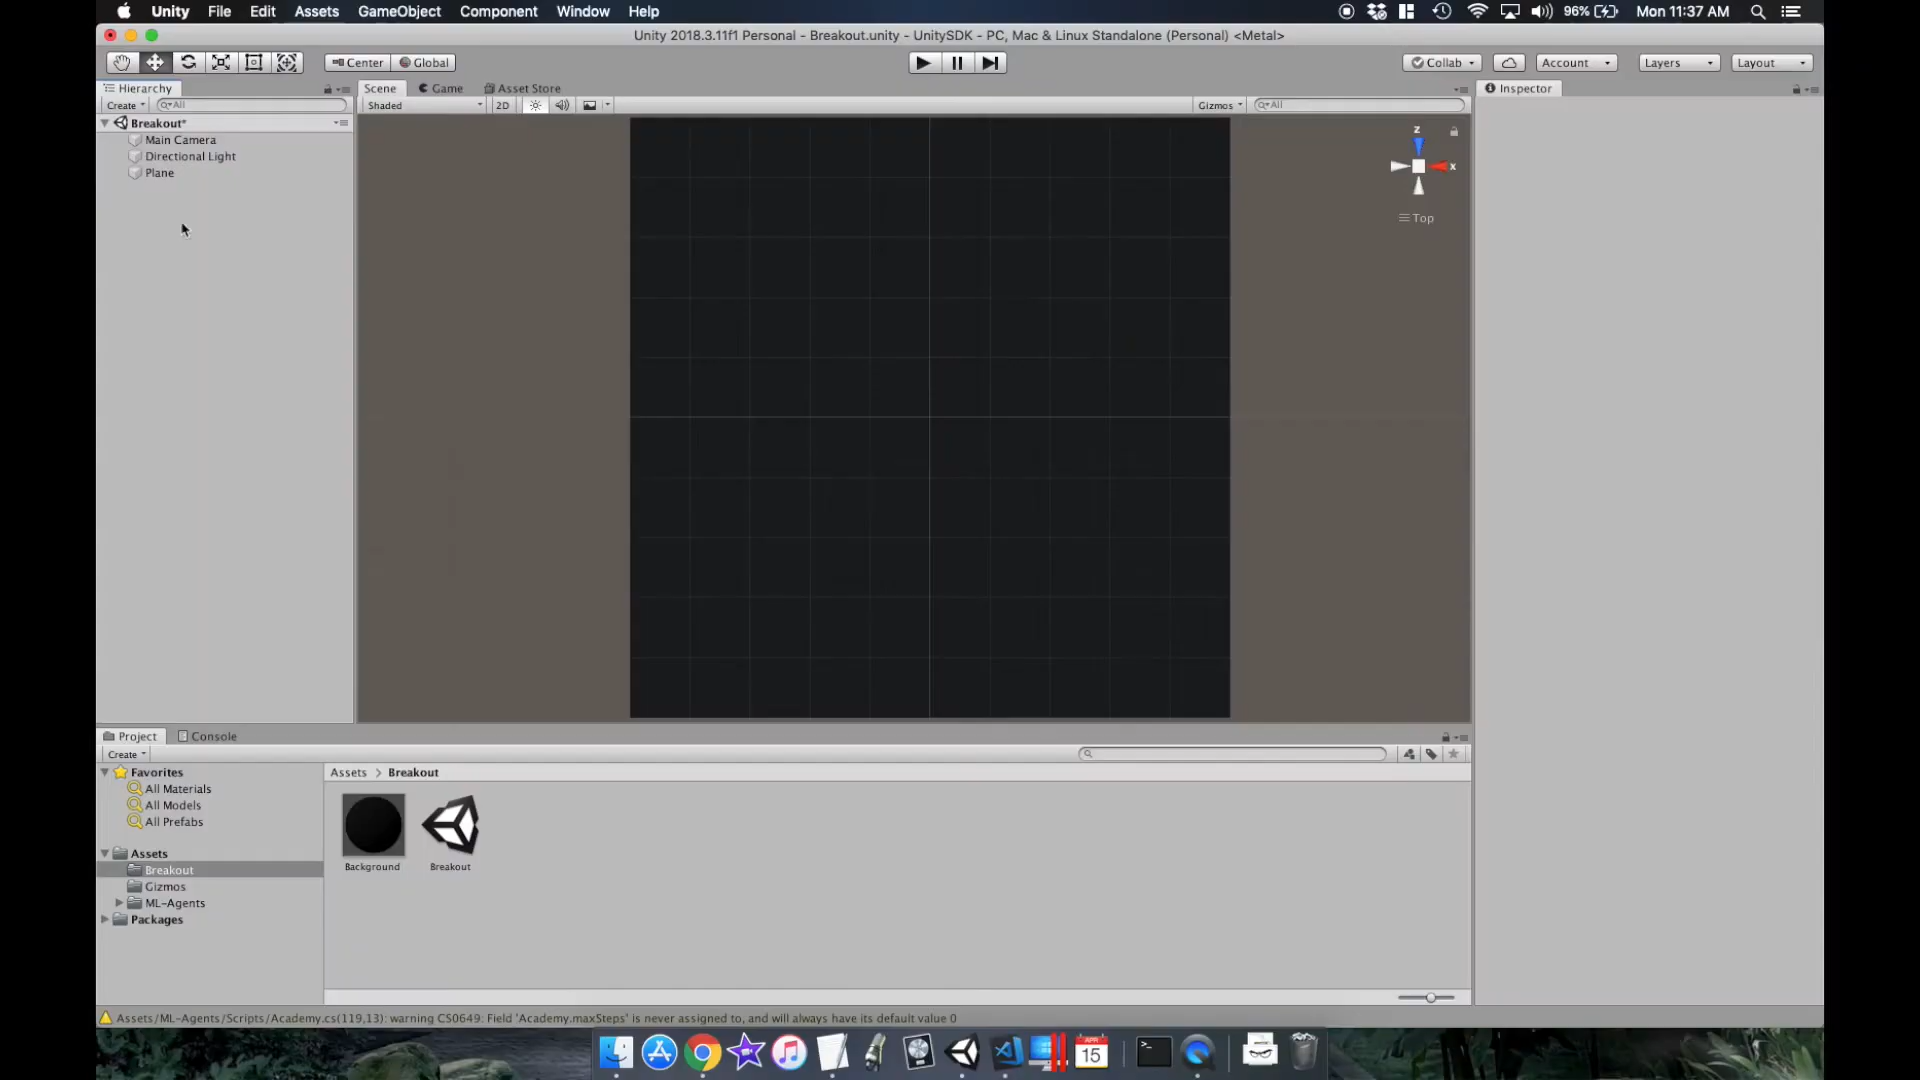 Unity File Edit Assets GameObject Component Window Help 96% Mon 11:37 AM
Unity 2018.3.11f1 Personal - Breakout.unity - UnitySDK - PC, Mac & Linux Standalone (Personal) <Metal>
Center Global Collab Account Layers Layout
Hierarchy Scene Game Asset Store Inspector
Create All Shaded 2D Gizmos All
Breakout*
Main Camera
Directional Light
Plane
z
x
Top
Project Console
Create
Favorites
All Materials
All Models
All Prefabs
Assets
Breakout
Gizmos
ML-Agents
Packages
Assets > Breakout
Background Breakout
Assets/ML-Agents/Scripts/Academy.cs(119,13): warning CS0649: Field 'Academy.maxSteps' is never assigned to, and will always have its default value 0
APR
15